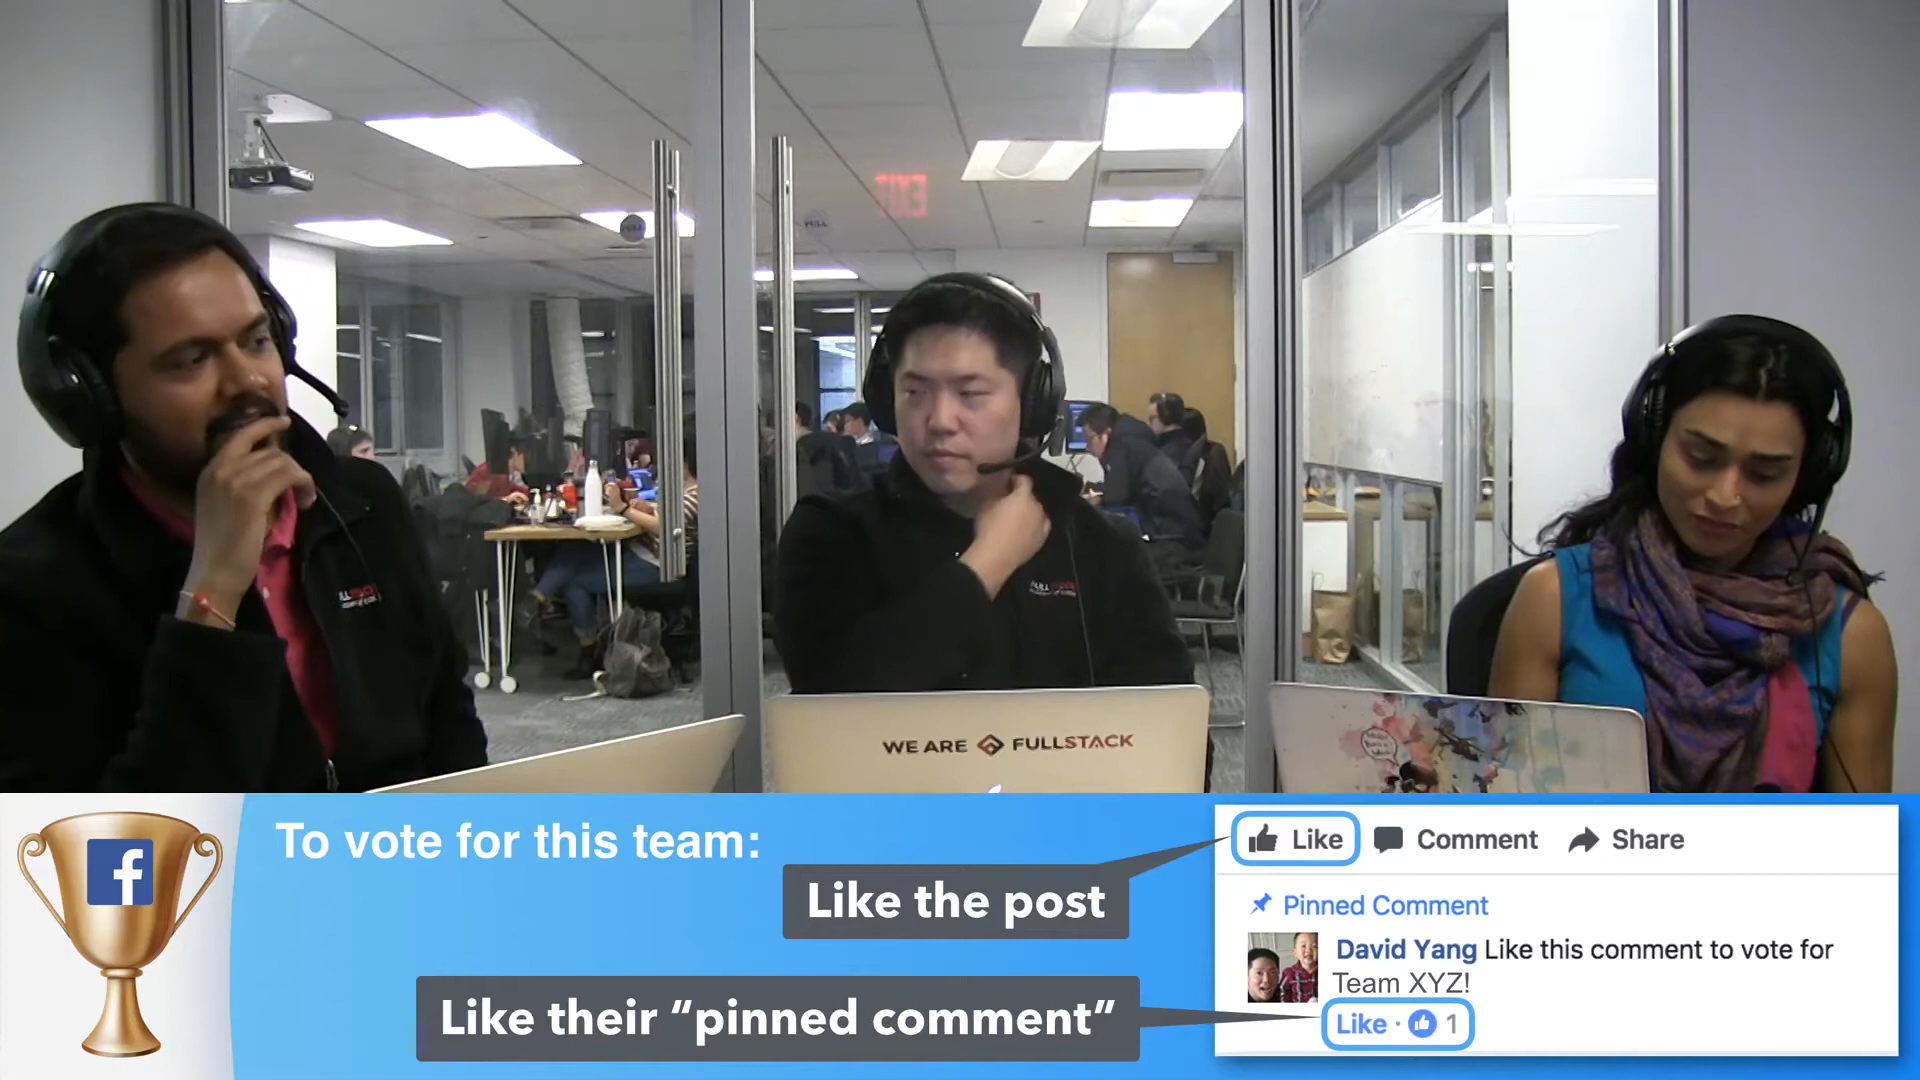 EXIT
WE ARE FULLSTACK
To vote for this team:
Like the post
Like their “pinned comment”
Like Comment Share
Pinned Comment
David Yang Like this comment to vote for
Team XYZ!
Like · 1